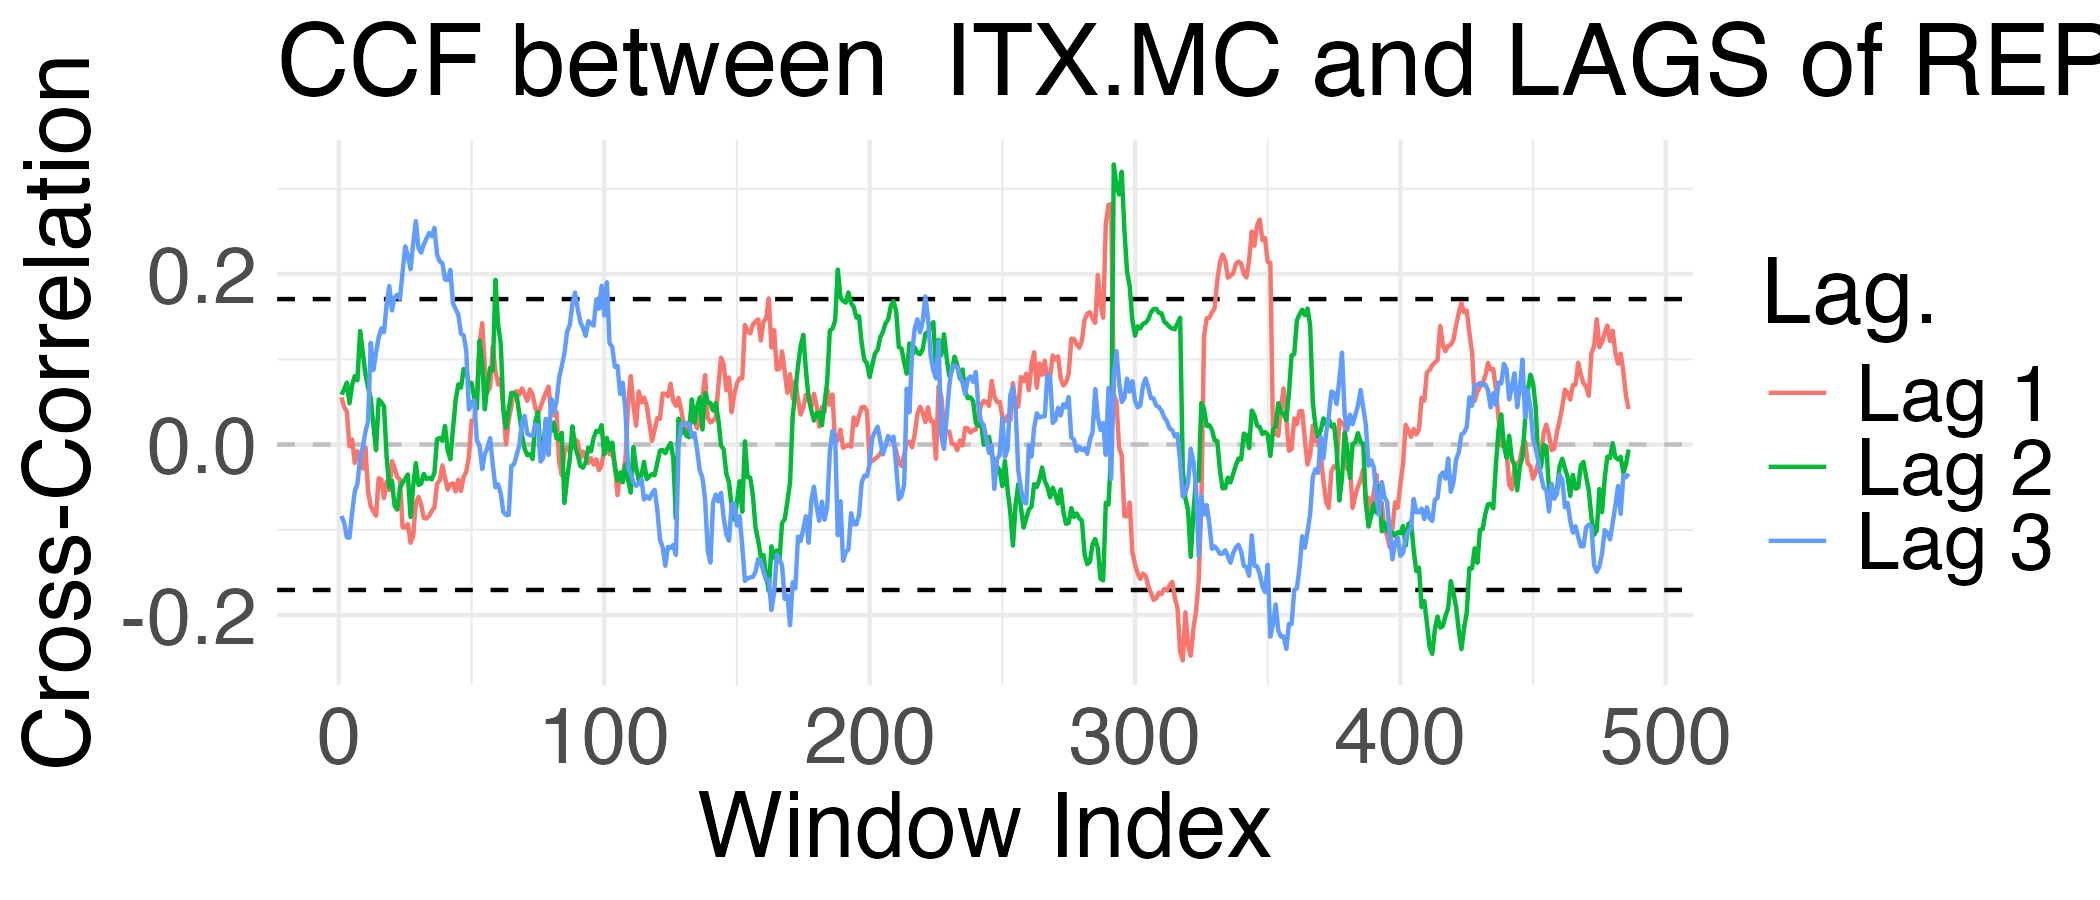 CCF between ITX.MC and LAGS of REP
Cross-Correlation
0.2
0.0
-0.2
0
100
200
300
400
500
Window Index
Lag.
Lag 1
Lag 2
Lag 3